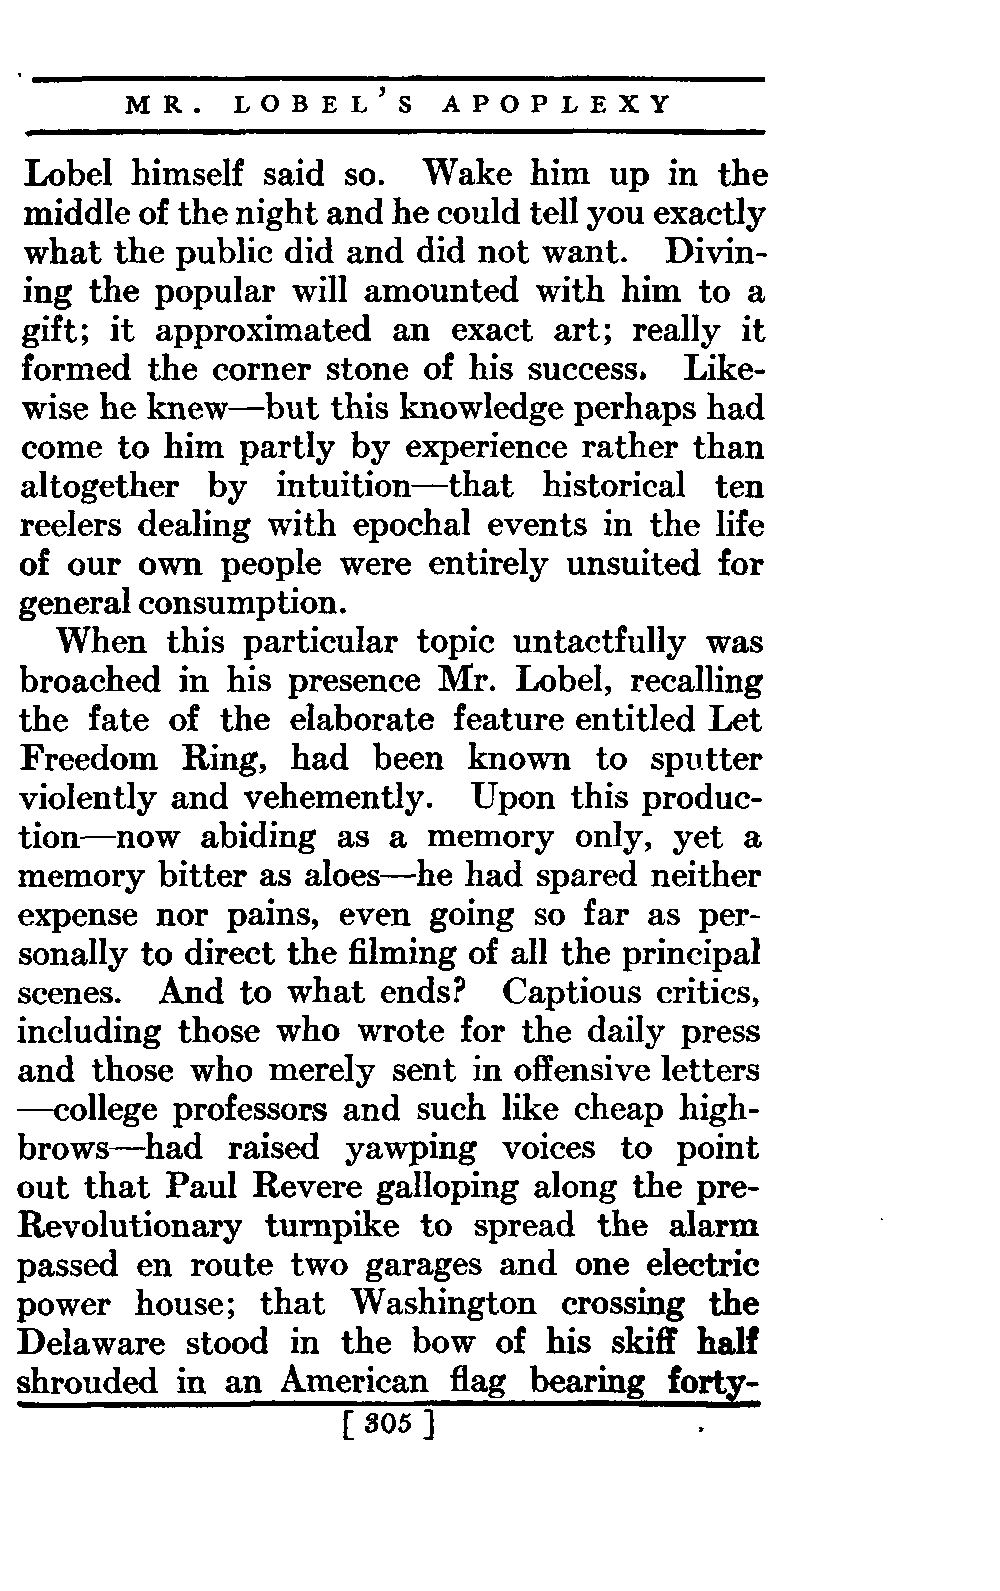 MR. LOBEL'S APOPLEXY
Lobel himself said so. Wake him up in the
middle of the night and he could tell you exactly
what the public did and did not want. Divin-
ing the popular will amounted with him to a
gift; it approximated an exact art; really it
formed the corner stone of his success. Like-
wise he knew—but this knowledge perhaps had
come to him partly by experience rather than
altogether by intuition—that historical ten
reelers dealing with epochal events in the life
of our own people were entirely unsuited for
general consumption.
When this particular topic untactfully was
broached in his presence Mr. Lobel, recalling
the fate of the elaborate feature entitled Let
Freedom Ring, had been known to sputter
violently and vehemently. Upon this produc-
tion—now abiding as a memory only, yet a
memory bitter as aloes—he had spared neither
expense nor pains, even going so far as per-
sonally to direct the filming of all the principal
scenes. And to what ends? Captious critics,
including those who wrote for the daily press
and those who merely sent in offensive letters
—college professors and such like cheap high-
brows—had raised yawping voices to point
out that Paul Revere galloping along the pre-
Revolutionary turnpike to spread the alarm
passed en route two garages and one electric
power house; that Washington crossing the
Delaware stood in the bow of his skiff half
shrouded in an American flag bearing forty-
[ 305 ]